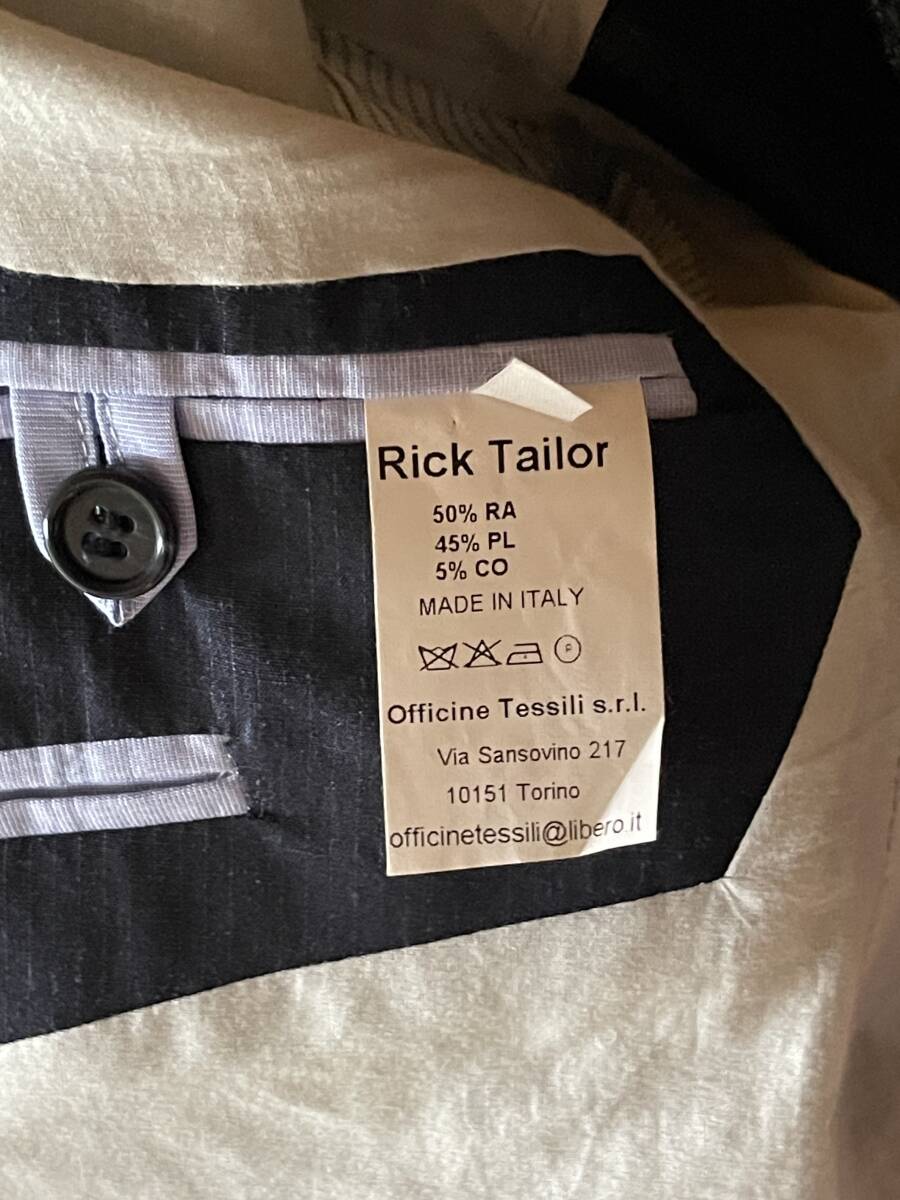 Rick Tailor
50% RA
45% PL
5% CO
MADE IN ITALY
P
Officine Tessili s.r.l.
Via Sansovino 217
10151 Torino
officinetessili@libero.it